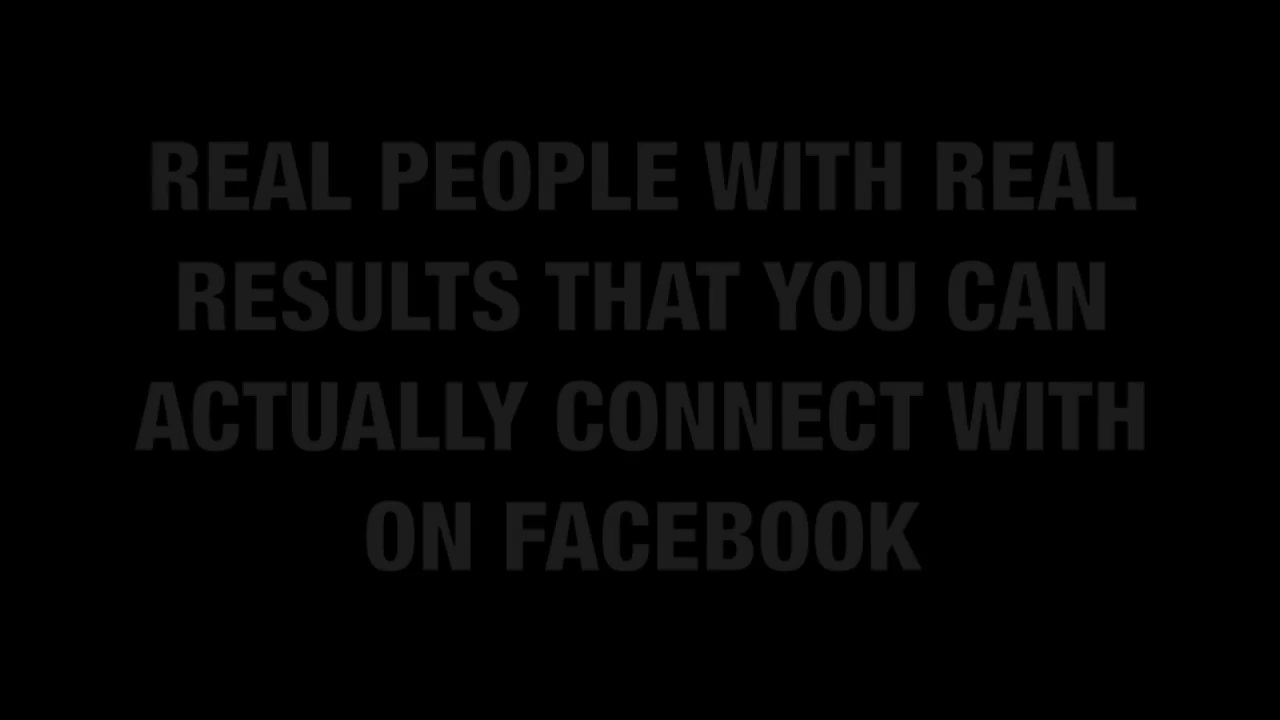 REAL PEOPLE WITH REAL
RESULTS THAT YOU CAN
ACTUALLY CONNECT WITH
ON FACEBOOK